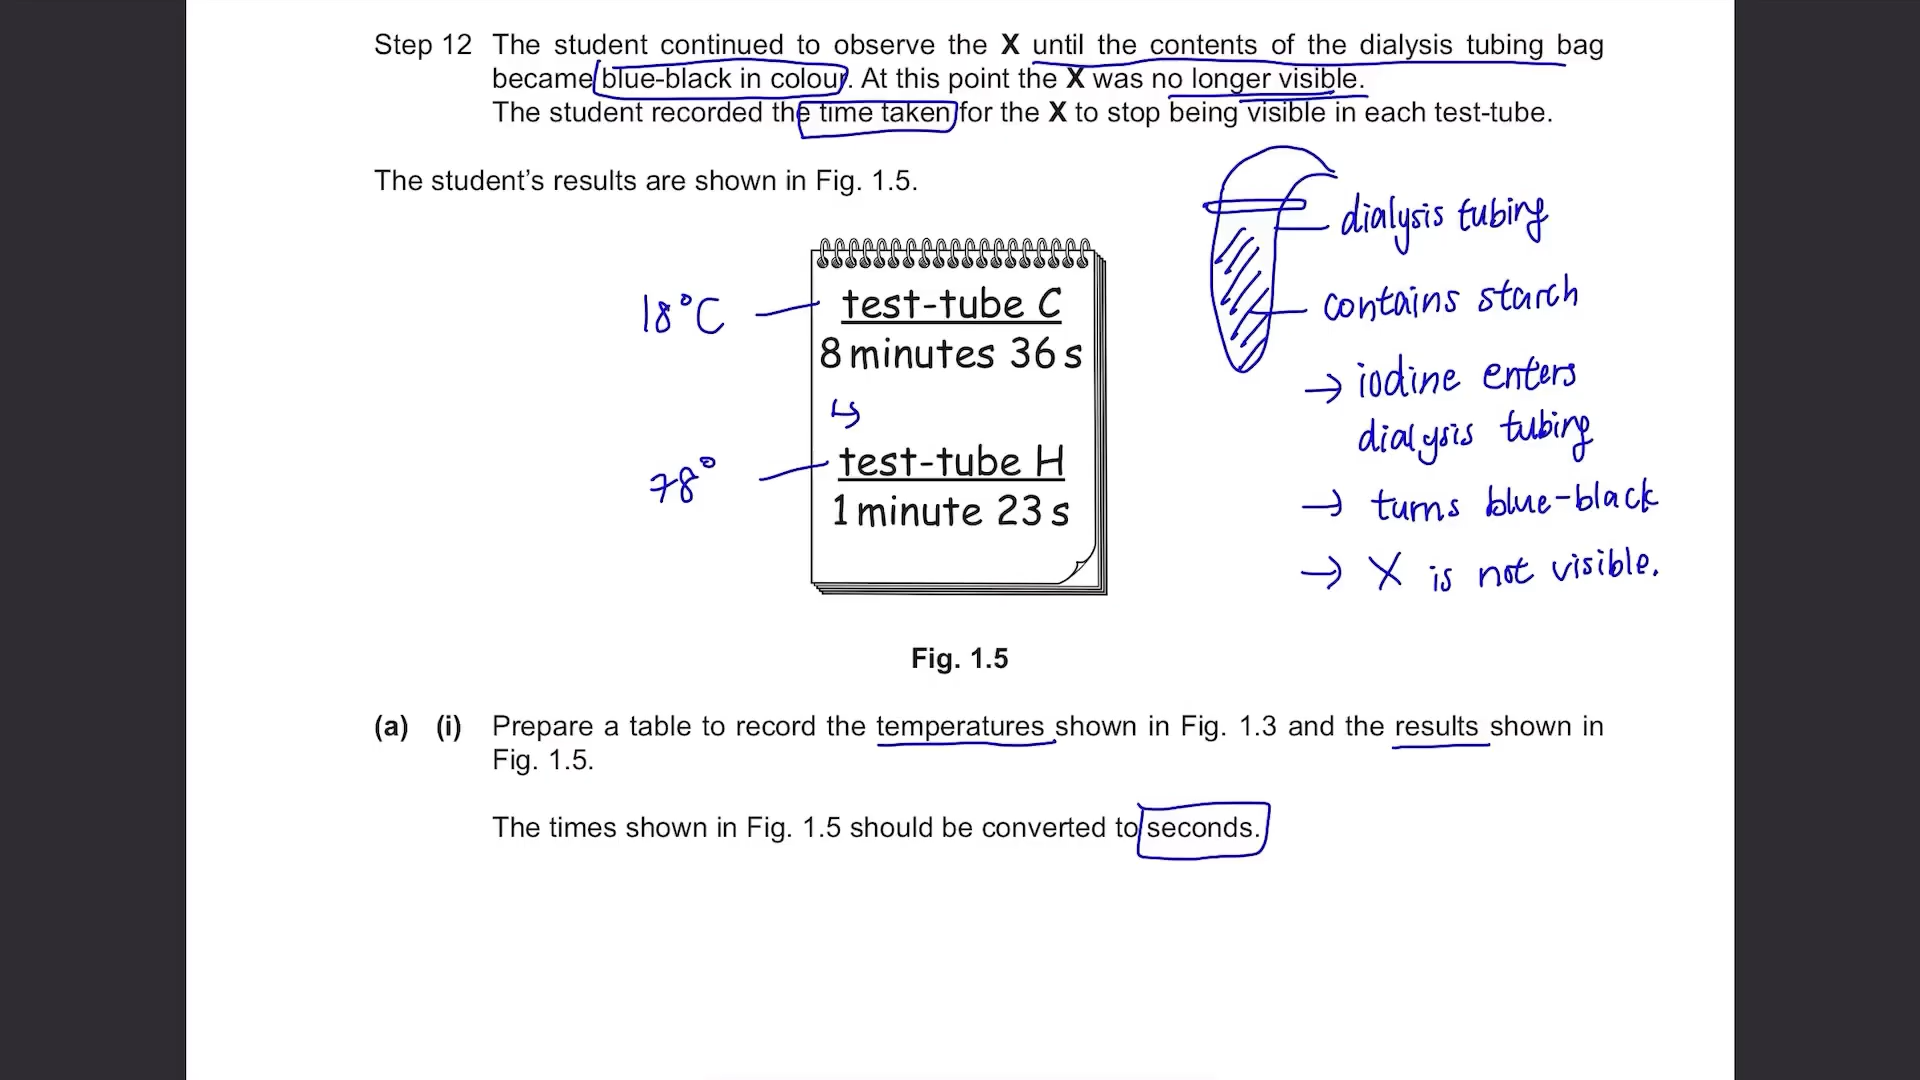 Step 12 The student continued to observe the X until the contents of the dialysis tubing bag
became blue-black in colour. At this point the X was no longer visible.
The student recorded the time taken for the X to stop being visible in each test-tube.
The student's results are shown in Fig. 1.5.
18°C
test-tube C
8 minutes 36 s
78°
test-tube H
1 minute 23 s
dialysis tubing
contains starch
→ iodine enters
dialysis tubing
→ turns blue-black
→ X is not visible.
Fig. 1.5
(a) (i) Prepare a table to record the temperatures shown in Fig. 1.3 and the results shown in
Fig. 1.5.
The times shown in Fig. 1.5 should be converted to seconds.